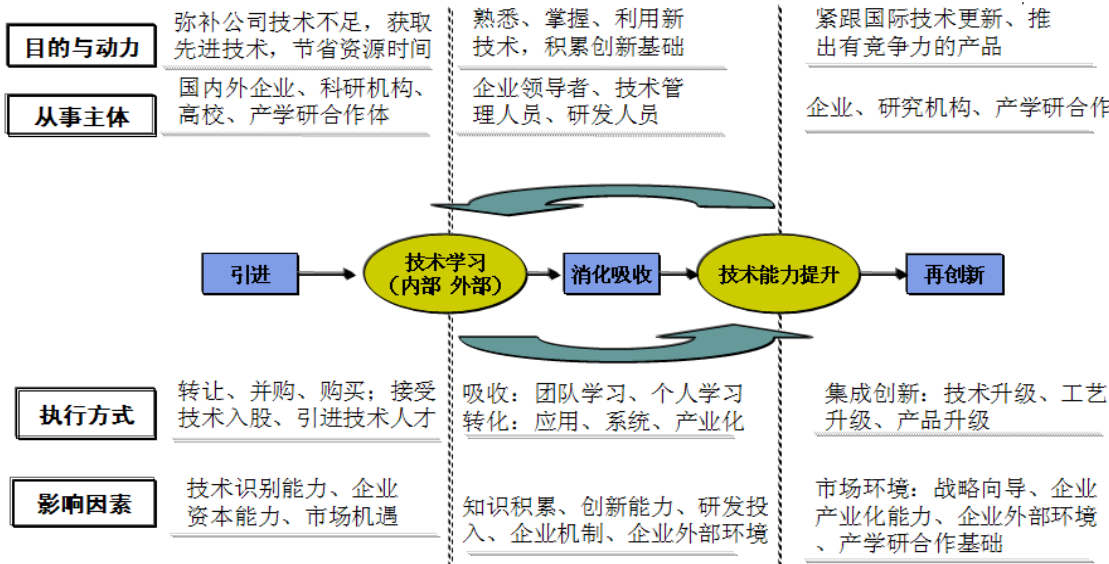 目的与动力
弥补公司技术不足，获取
先进技术，节省资源时间
熟悉、掌握、利用新
技术，积累创新基础
紧跟国际技术更新、推
出有竞争力的产品
从事主体
国内外企业、科研机构、
高校、产学研合作体
企业领导者、技术管
理人员、研发人员
企业、研究机构、产学研合作
引进
技术学习
（内部 外部）
消化吸收
技术能力提升
再创新
执行方式
转让、并购、购买；接受
技术入股、引进技术人才
吸收：团队学习、个人学习
转化：应用、系统、产业化
集成创新：技术升级、工艺
升级、产品升级
影响因素
技术识别能力、企业
资本能力、市场机遇
知识积累、创新能力、研发投
入、企业机制、企业外部环境
市场环境：战略向导、企业
产业化能力、企业外部环境
、产学研合作基础